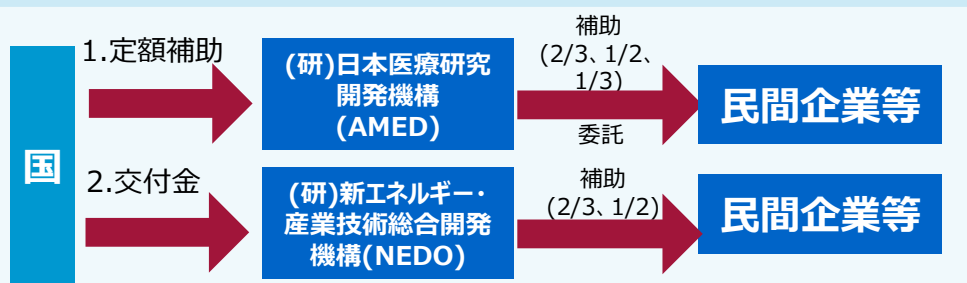 国
1.定額補助
(研)日本医療研究
開発機構
(AMED)
補助
(2/3、1/2、
1/3)
委託
民間企業等
2.交付金
(研)新エネルギー・
産業技術総合開発
機構(NEDO)
補助
(2/3、1/2)
民間企業等